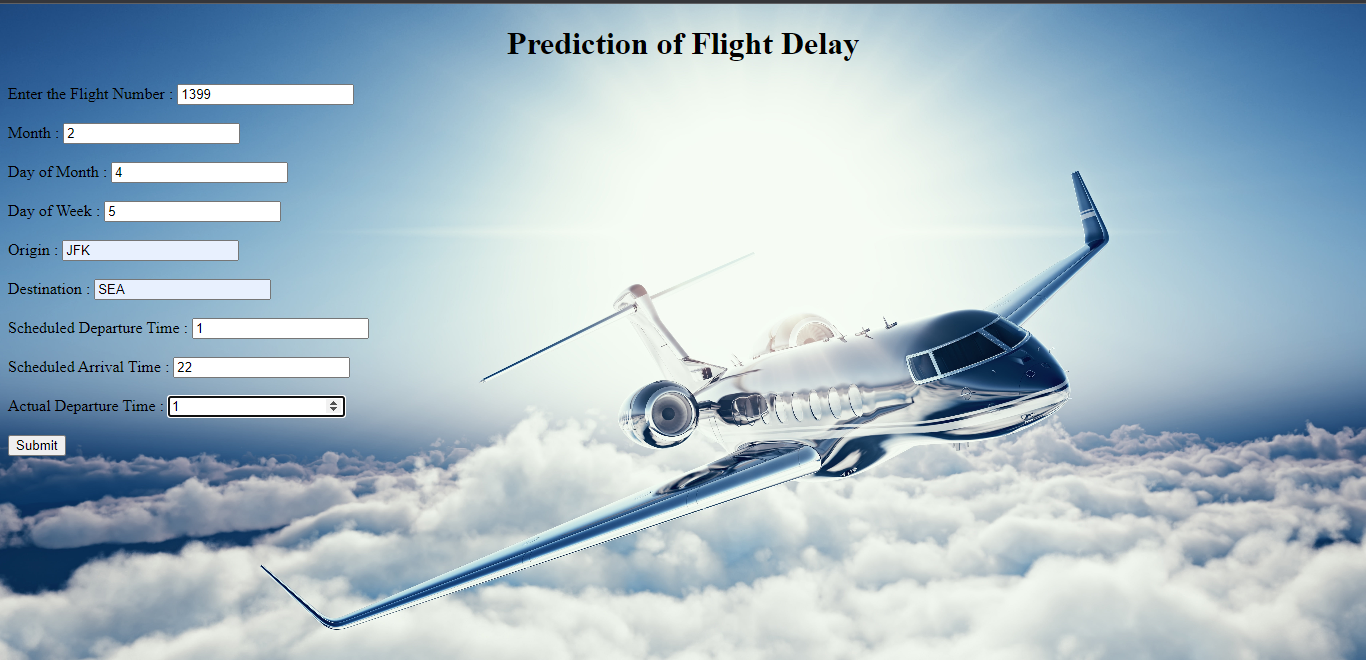 Prediction of Flight Delay
Enter the Flight Number : 1399
Month : 2
Day of Month : 4
Day of Week : 5
Origin : JFK
Destination : SEA
Scheduled Departure Time : 1
Scheduled Arrival Time : 22
Actual Departure Time : 1
Submit